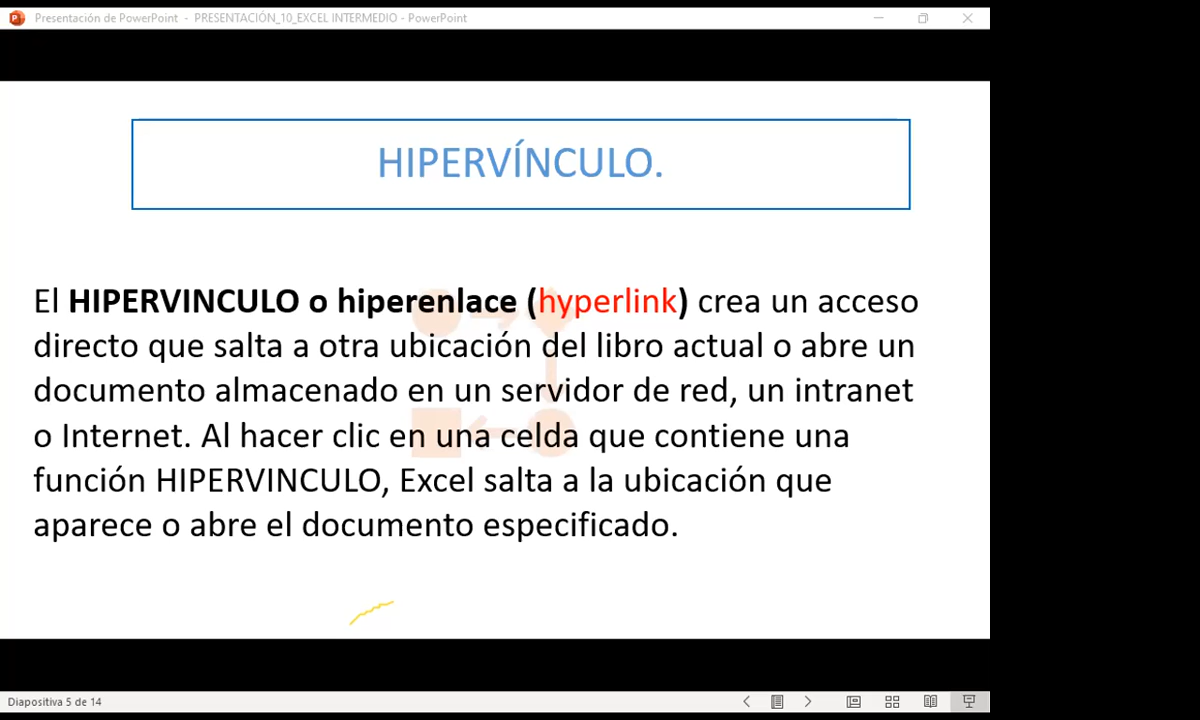 Presentación de PowerPoint - PRESENTACIÓN_10_EXCEL INTERMEDIO - PowerPoint
HIPERVÍNCULO.
El HIPERVINCULO o hiperenlace (hyperlink) crea un acceso
directo que salta a otra ubicación del libro actual o abre un
documento almacenado en un servidor de red, un intranet
o Internet. Al hacer clic en una celda que contiene una
función HIPERVINCULO, Excel salta a la ubicación que
aparece o abre el documento especificado.
Diapositiva 5 de 14